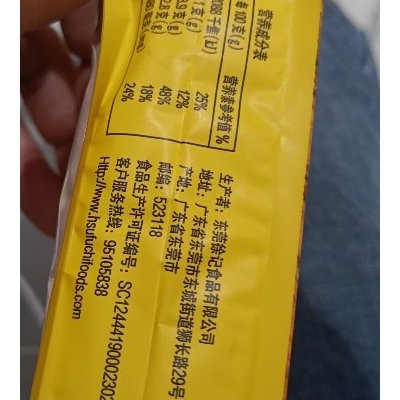 营养成分表
营养素参考值 %
25%
12%
48%
18%
24%
生产者: 东莞徐记食品有限公司
地址: 广东省东莞市东城街道狮长路29号
产地: 广东省东莞市
邮编: 523118
食品生产许可证编号: SC12444190002302
客户服务热线: 95105838
Http://www.hsufuchifoods.com